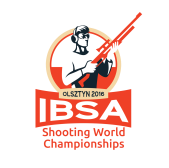 OLSZTYN 2016
IBSA
Shooting World
Championships